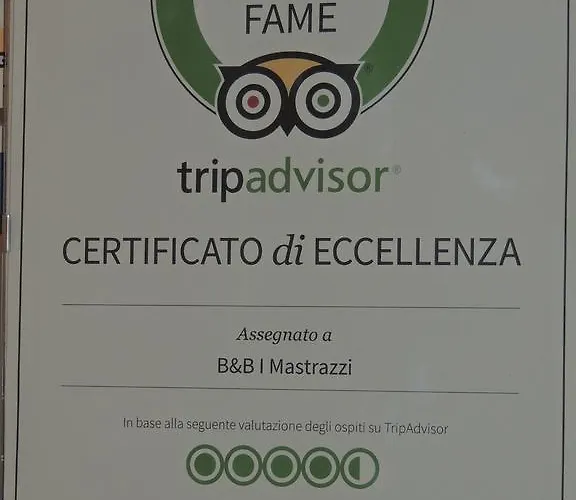 FAME
tripadvisor®
CERTIFICATO di ECCELLENZA
Assegnato a
B&B I Mastrazzi
In base alla seguente valutazione degli ospiti su TripAdvisor